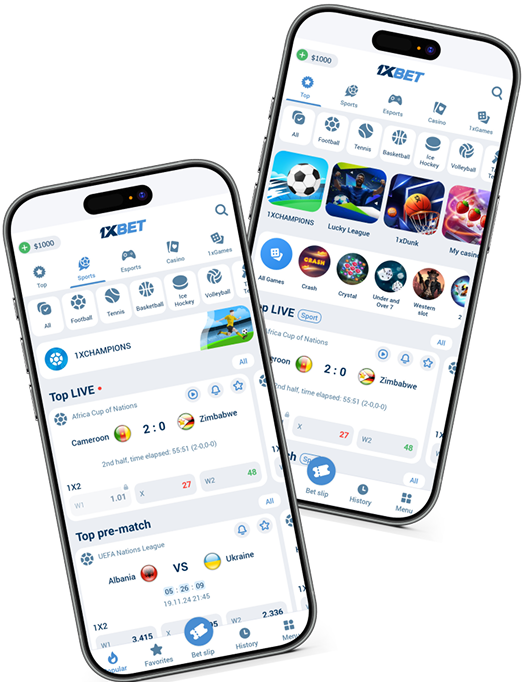 $1000
1XBET
Top
Sports
Esports
Casino
1xGames
All
Football
Tennis
Basketball
Ice
Hockey
Volleyball
1XCHAMPIONS
Lucky League
1xDunk
My casin
All Games
Crash
Crystal
Under and
Over 7
Western
slot
op LIVE Sport
All
Africa Cup of Nations
eroon 2 : 0 Zimbabwe
2nd half, time elapsed: 55:51 (2-0,0-0)
X 27 W2 48
Bet slip
History
Menu
All
$1000
1XBET
Top
Sports
Esports
Casino
1xGames
All
Football
Tennis
Basketball
Ice
Hockey
Volleyball
1XCHAMPIONS
All
Top LIVE
Africa Cup of Nations
Cameroon 2 : 0 Zimbabwe
2nd half, time elapsed: 55:51 (2-0,0-0)
1X2
W1 1.01 X 27 W2 48
All
Top pre-match
UEFA Nations League
Albania VS Ukraine
05 : 26 : 09
19.11.24 21:45
1X2
W1 3.415 W2 2.336
Favorites
Bet slip
History
Menu